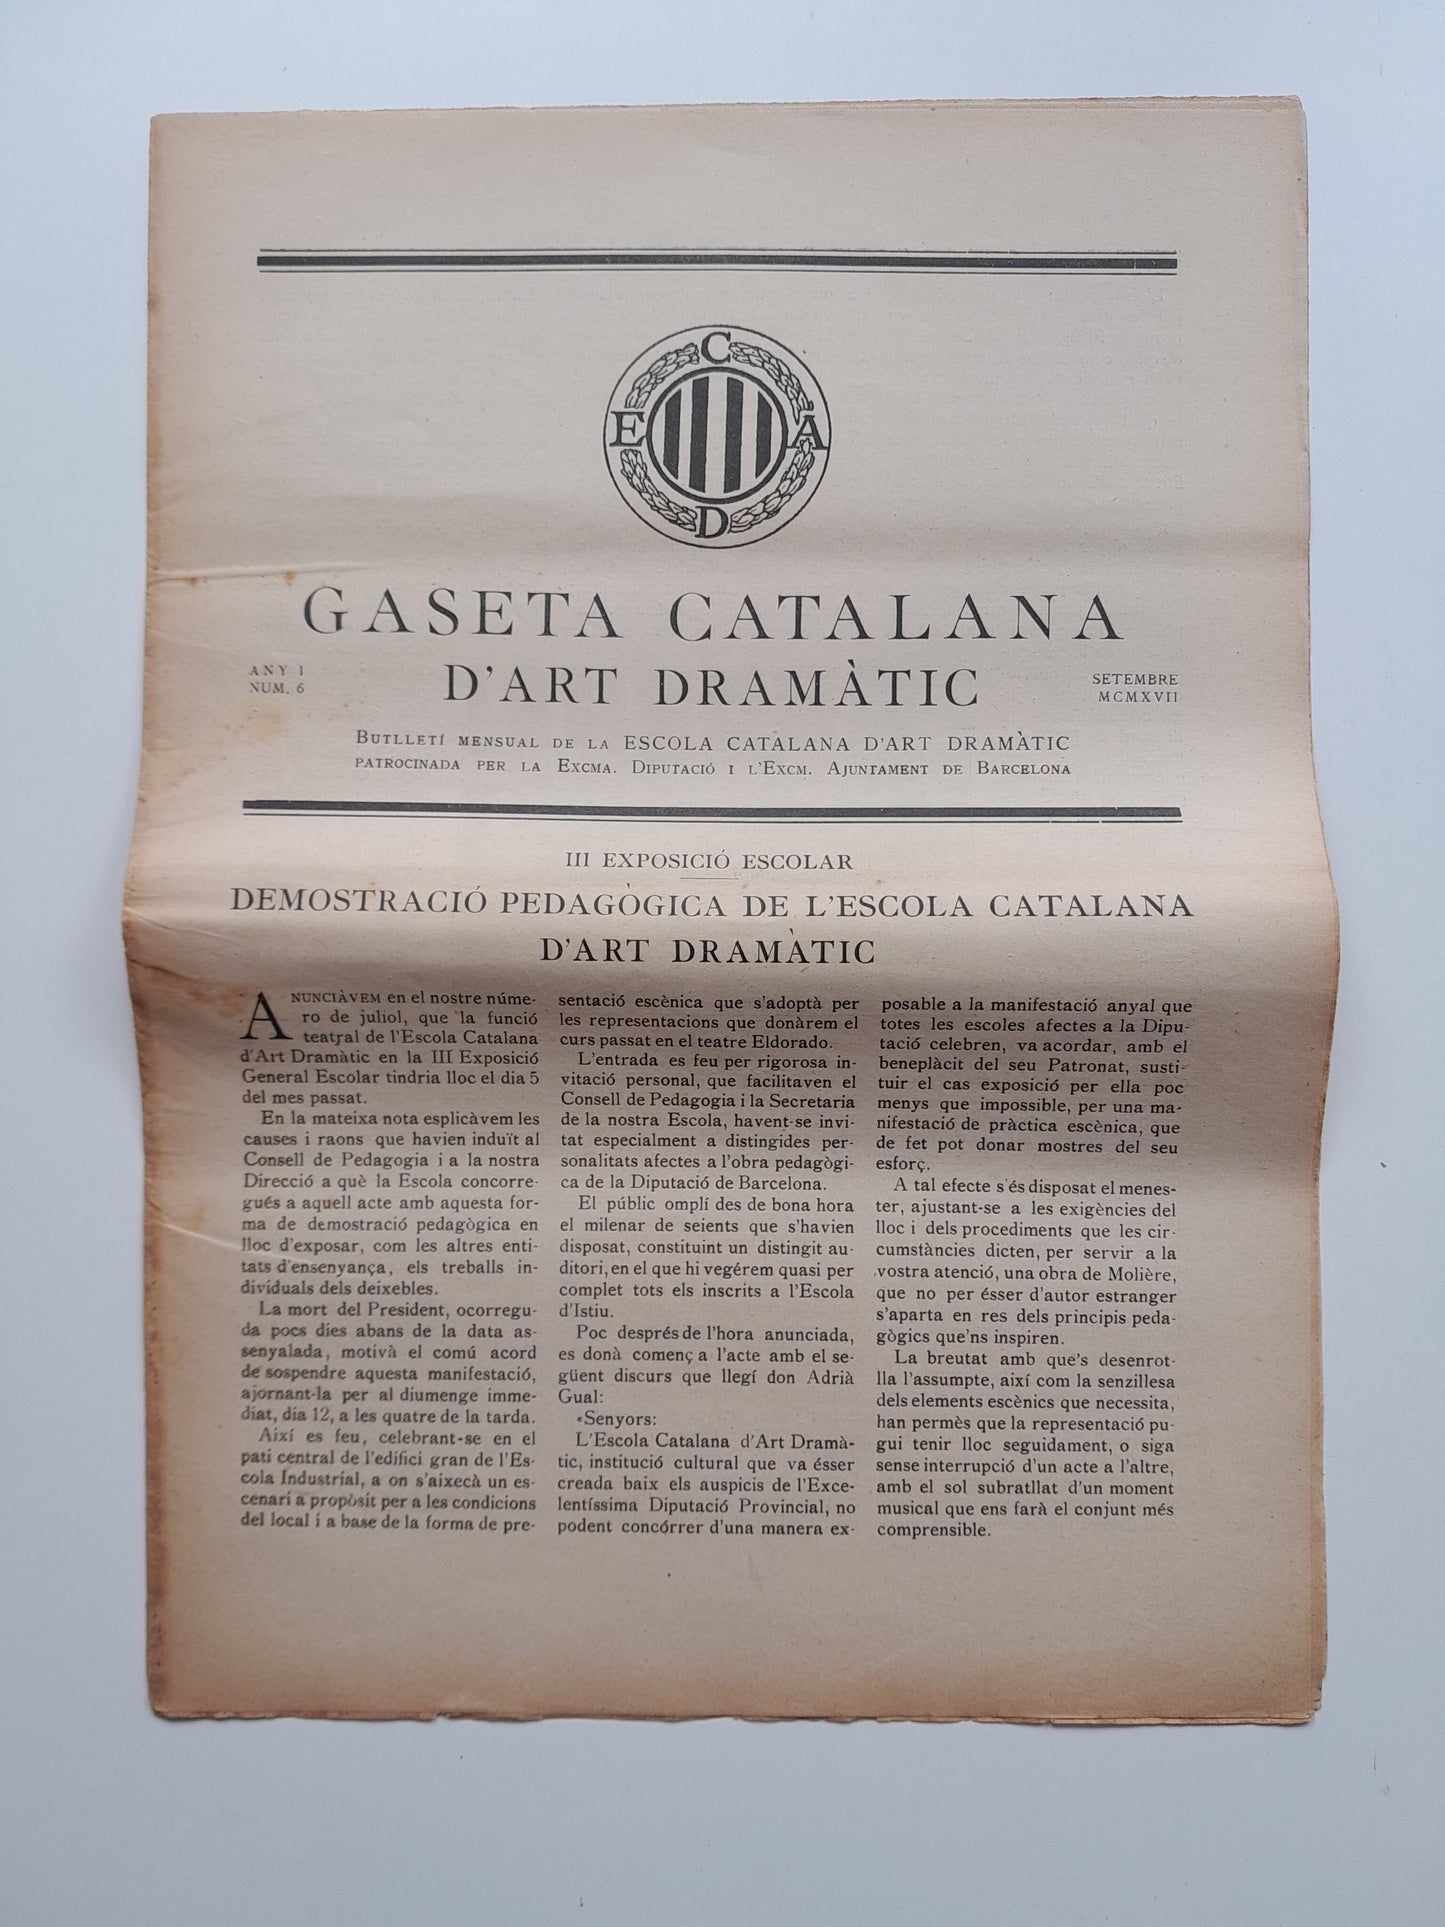 C
E A
D
GASETA CATALANA
ANY I
NUM. 6
D'ART DRAMÀTIC
SETEMBRE
MCMXVII
BUTLLETÍ MENSUAL DE LA ESCOLA CATALANA D'ART DRAMÀTIC
PATROCINADA PER LA EXCMA. DIPUTACIÓ I L'EXCM. AJUNTAMENT DE BARCELONA
III EXPOSICIÓ ESCOLAR
DEMOSTRACIÓ PEDAGÒGICA DE L'ESCOLA CATALANA
D'ART DRAMÀTIC
ANUNCIÀVEM en el nostre núme-
ro de juliol, que la funció
teatral de l'Escola Catalana
d'Art Dramàtic en la III Exposició
General Escolar tindria lloc el dia 5
del mes passat.
En la mateixa nota esplicàvem les
causes i raons que havien induït al
Consell de Pedagogia i a la nostra
Direcció a què la Escola concorre-
gués a aquell acte amb aquesta for-
ma de demostració pedagògica en
lloc d'exposar, com les altres enti-
tats d'ensenyança, els treballs in-
dividuals dels deixebles.
La mort del President, ocorregu-
da pocs dies abans de la data as-
senyalada, motivà el comú acord
de sospendre aquesta manifestació,
ajornant-la per al diumenge imme-
diat, dia 12, a les quatre de la tarda.
Així es feu, celebrant-se en el
pati central de l'edifici gran de l'Es-
cola Industrial, a on s'aixecà un es-
cenari a propòsit per a les condicions
del local i a base de la forma de pre-
sentació escènica que s'adoptà per
les representacions que donàrem el
curs passat en el teatre Eldorado.
L'entrada es feu per rigorosa in-
vitació personal, que facilitaven el
Consell de Pedagogia i la Secretaria
de la nostra Escola, havent-se invi-
tat especialment a distingides per-
sonalitats afectes a l'obra pedagògi-
ca de la Diputació de Barcelona.
El públic omplí des de bona hora
el milenar de seients que s'havien
disposat, constituint un distingit au-
ditori, en el que hi vegérem quasi per
complet tots els inscrits a l'Escola
d'Istiu.
Poc després de l'hora anunciada,
es donà començ a l'acte amb el se-
güent discurs que llegí don Adrià
Gual:
«Senyors:
L'Escola Catalana d'Art Dramà-
tic, institució cultural que va ésser
creada baix els auspicis de l'Exce-
lentíssima Diputació Provincial, no
podent concórrer d'una manera ex-
posable a la manifestació anyal que
totes les escoles afectes a la Dipu-
tació celebren, va acordar, amb el
beneplàcit del seu Patronat, susti-
tuir el cas exposició per ella poc
menys que impossible, per una ma-
nifestació de pràctica escènica, que
de fet pot donar mostres del seu
esforç.
A tal efecte s'és disposat el menes-
ter, ajustant-se a les exigències del
lloc i dels procediments que les cir-
cumstàncies dicten, per servir a la
vostra atenció, una obra de Molière,
que no per ésser d'autor estranger
s'aparta en res dels principis peda-
gògics que'ns inspiren.
La breutat amb que's desenrot-
lla l'assumpte, així com la senzillesa
dels elements escènics que necessita,
han permès que la representació pu-
gui tenir lloc seguidament, o siga
sense interrupció d'un acte a l'altre,
amb el sol subratllat d'un moment
musical que ens farà el conjunt més
comprensible.